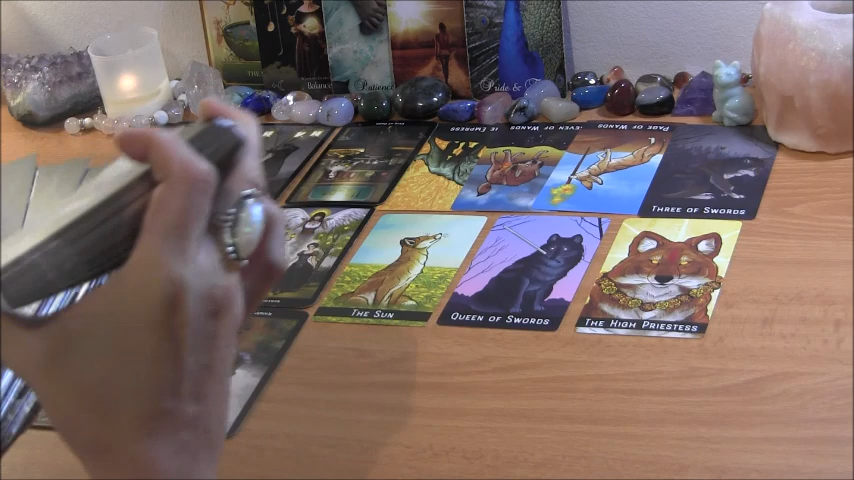 Balance
Patience
Pride &
PAGE OF WANDS
EVEN OF WANDS
IE EMPRESS
THREE OF SWORDS
THE SUN
QUEEN OF SWORDS
THE HIGH PRIESTESS